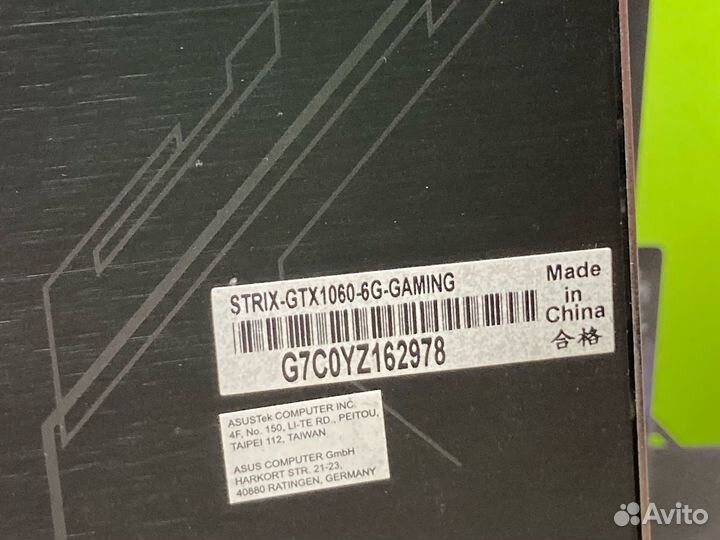 STRIX-GTX1060-6G-GAMING
G7C0YZ162978
Made
in
China
合格
ASUSTek COMPUTER INC.
4F, No. 150, LI-TE RD., PEITOU,
TAIPEI 112, TAIWAN
ASUS COMPUTER GmbH
HARKORT STR. 21-23,
40880 RATINGEN, GERMANY
Avito